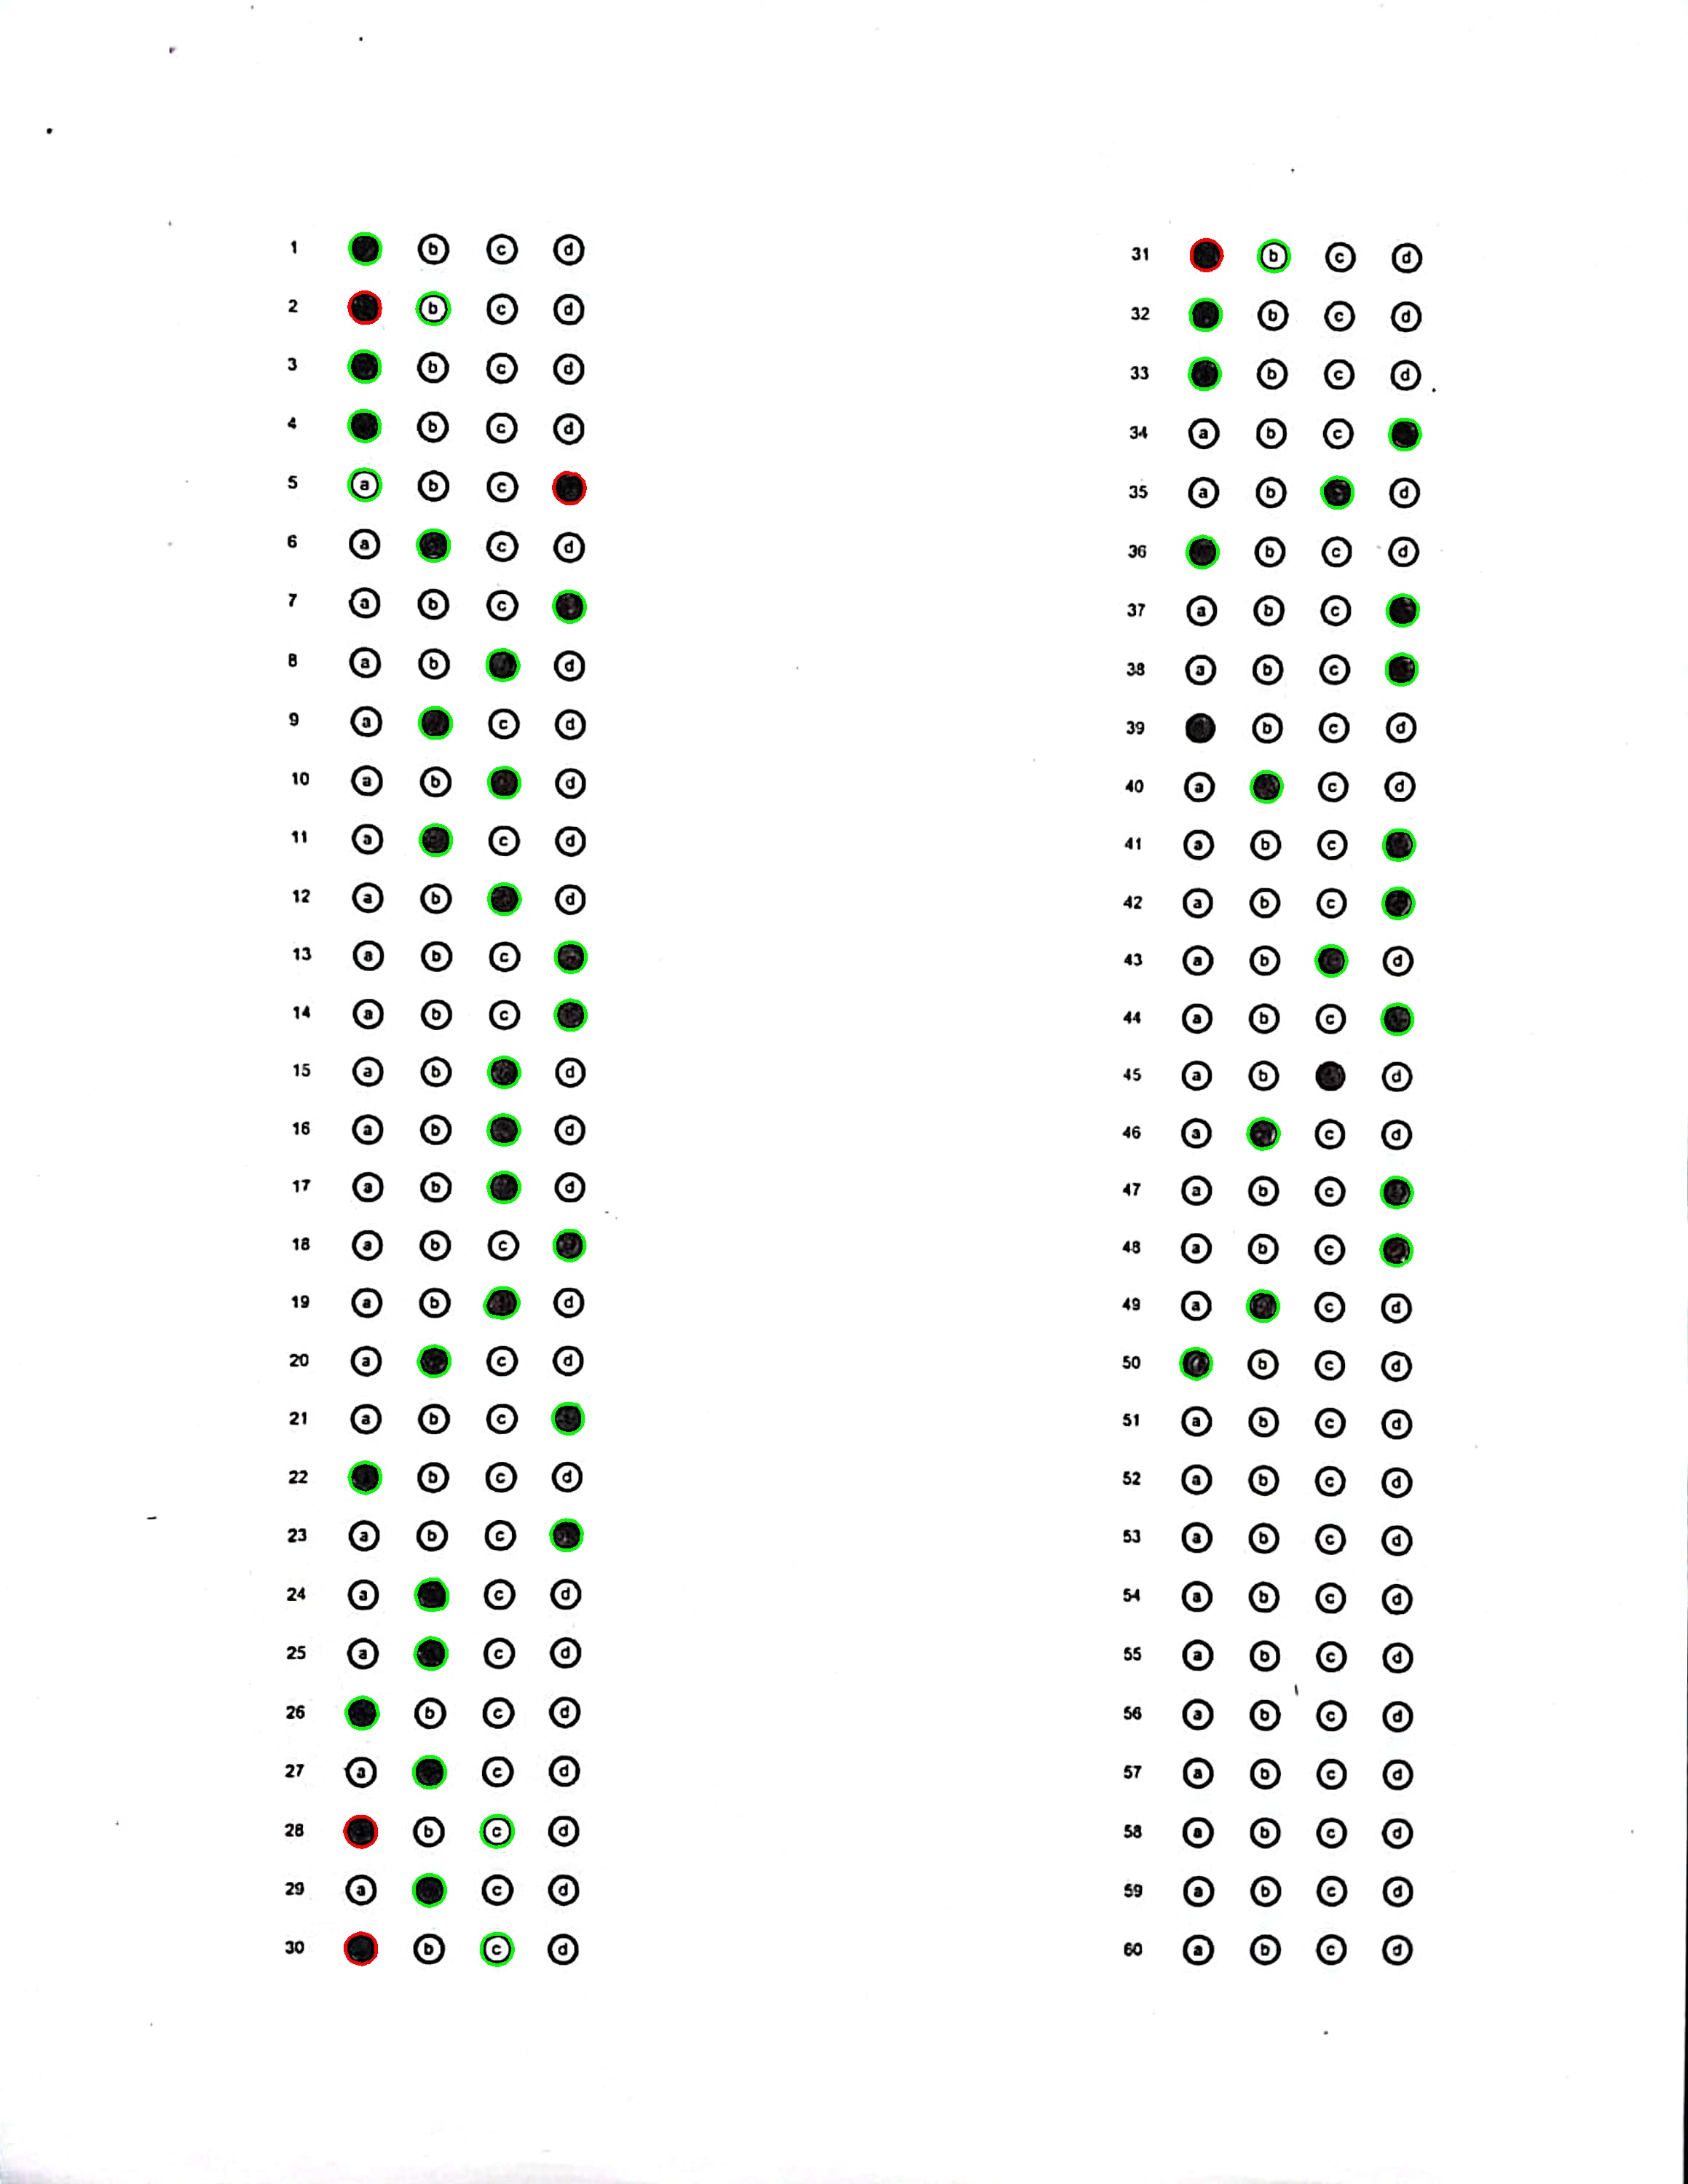 1 b c d
2 b c d
3 b c d
4 b c d
5 a b c
6 a c d
7 a b c
8 a b d
9 a c d
10 a b d
11 a c d
12 a b d
13 a b c
14 a b c
15 a b d
16 a b d
17 a b d
18 a b c
19 a b d
20 a c d
21 a b c
22 b c d
23 a b c
24 a c d
25 a c d
26 b c d
27 a c d
28 b c d
29 a c d
30 b c d
31 b c d
32 b c d
33 b c d
34 a b c
35 a b d
36 b c d
37 a b c
38 a b c
39 b c d
40 a c d
41 a b c
42 a b c
43 a b d
44 a b c
45 a b d
46 a c d
47 a b c
48 a b c
49 a c d
50 b c d
51 a b c d
52 a b c d
53 a b c d
54 a b c d
55 a b c d
56 a b c d
57 a b c d
58 a b c d
59 a b c d
60 a b c d